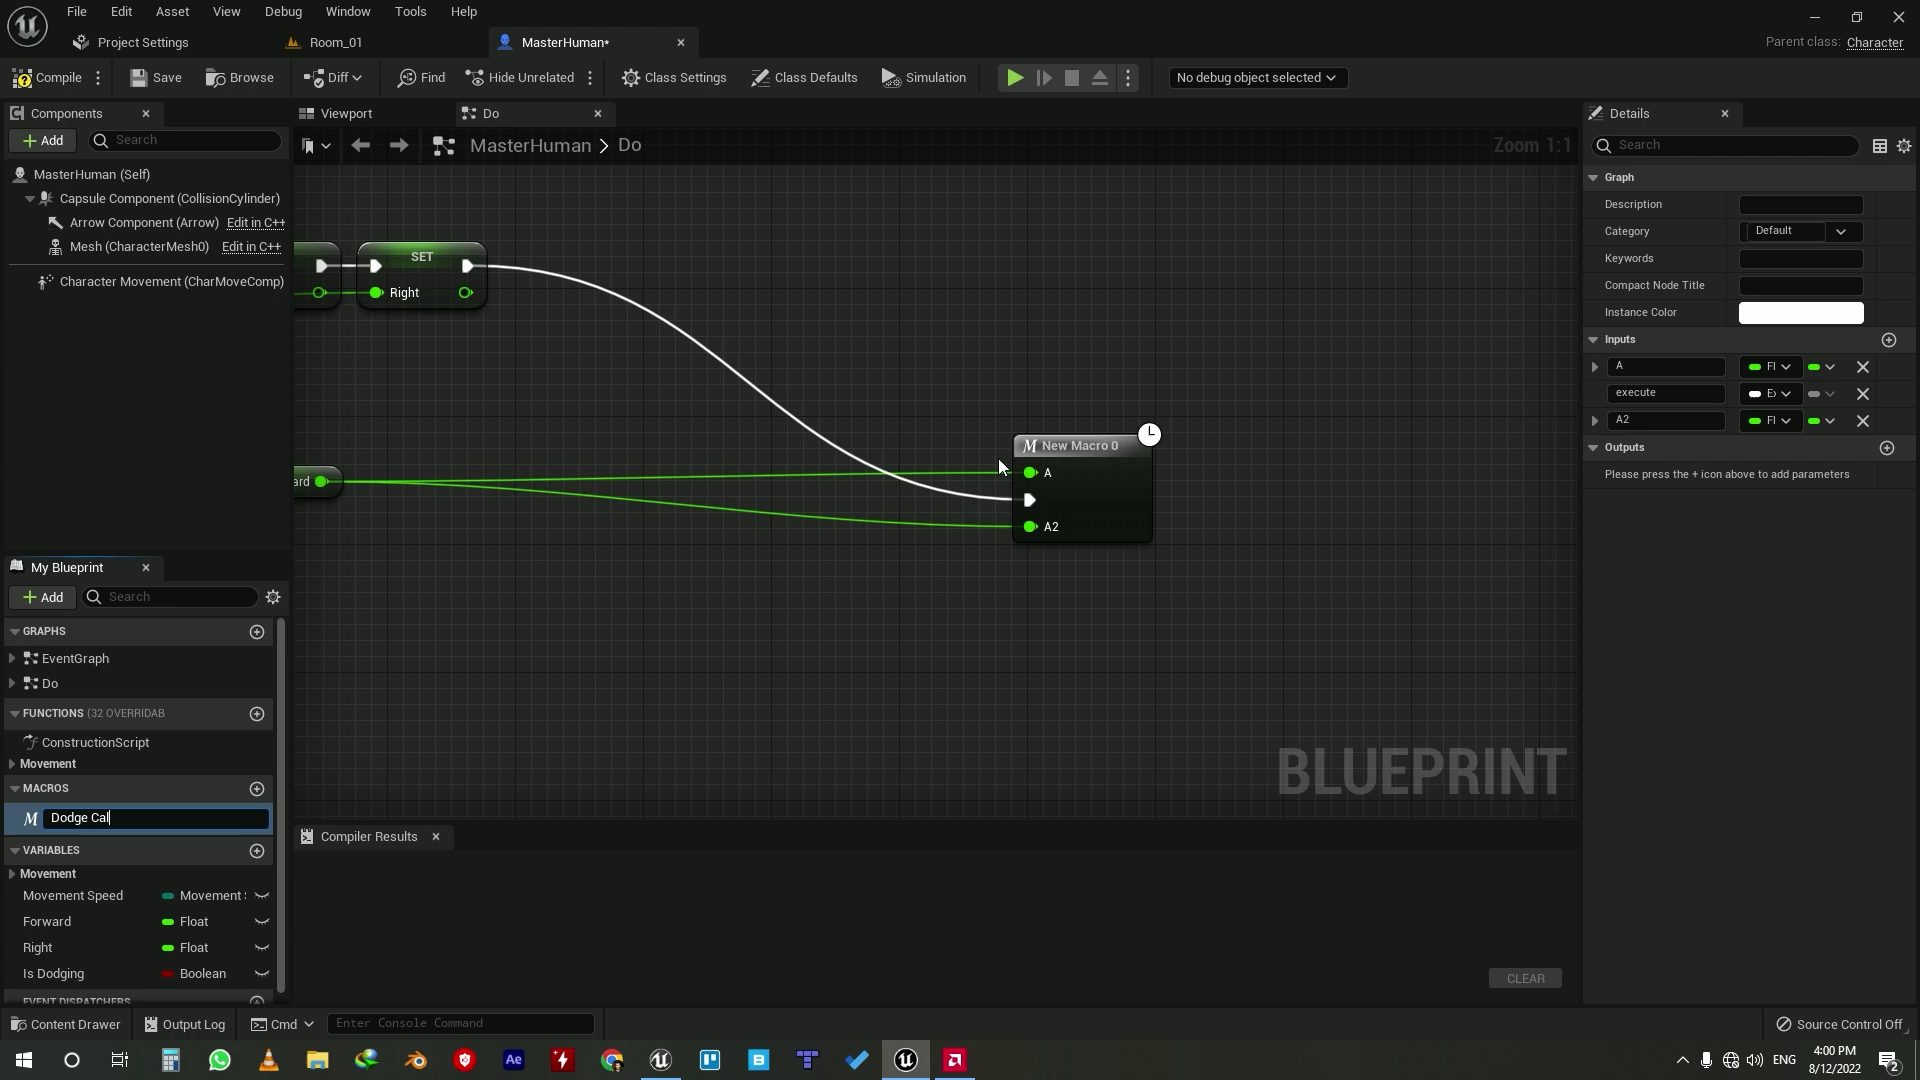 File Edit Asset View Debug Window Tools Help
Project Settings Room_01 MasterHuman*
Parent class: Character
Compile Save Browse Diff Find Hide Unrelated Class Settings Class Defaults Simulation No debug object selected
Components Viewport Do Details
Add Search MasterHuman > Do Zoom 1:1 Search
MasterHuman (Self)
Capsule Component (CollisionCylinder)
Arrow Component (Arrow) Edit in C++
Mesh (CharacterMesh0) Edit in C++
Character Movement (CharMoveComp)
SET
Right
ard
M New Macro 0
A
A2
BLUEPRINT
Graph
Description
Category Default
Keywords
Compact Node Title
Instance Color
Inputs
A Fl
execute Ex
A2 Fl
Outputs
Please press the + icon above to add parameters
My Blueprint
Add Search
GRAPHS
EventGraph
Do
FUNCTIONS (32 OVERRIDAB
ConstructionScript
Movement
MACROS
M Dodge Cal
VARIABLES
Movement
Movement Speed Movement S
Forward Float
Right Float
Is Dodging Boolean
EVENT DISPATCHERS
Compiler Results
CLEAR
Content Drawer Output Log Cmd Enter Console Command Source Control Off
Ae ENG 4:00 PM
8/12/2022
2